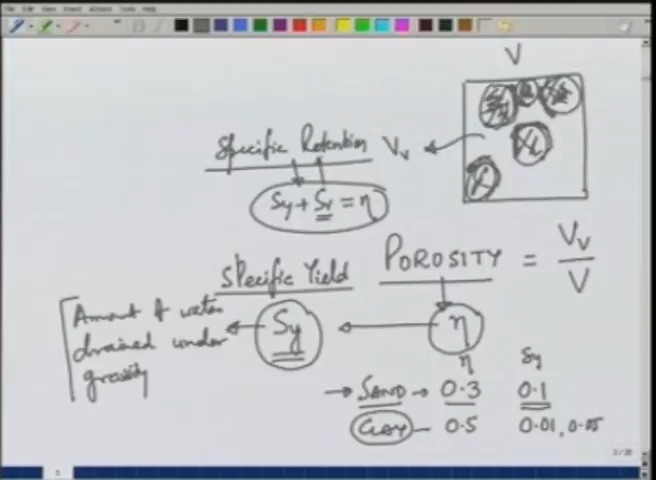 V
Specific Retention Vv
Sy + Sr = η
POROSITY = Vv / V
Specific Yield
Amount of water
drained under
gravity
Sy
η
η Sy
→ SAND → 0.3 0.1
CLAY – 0.5 0.01, 0.05